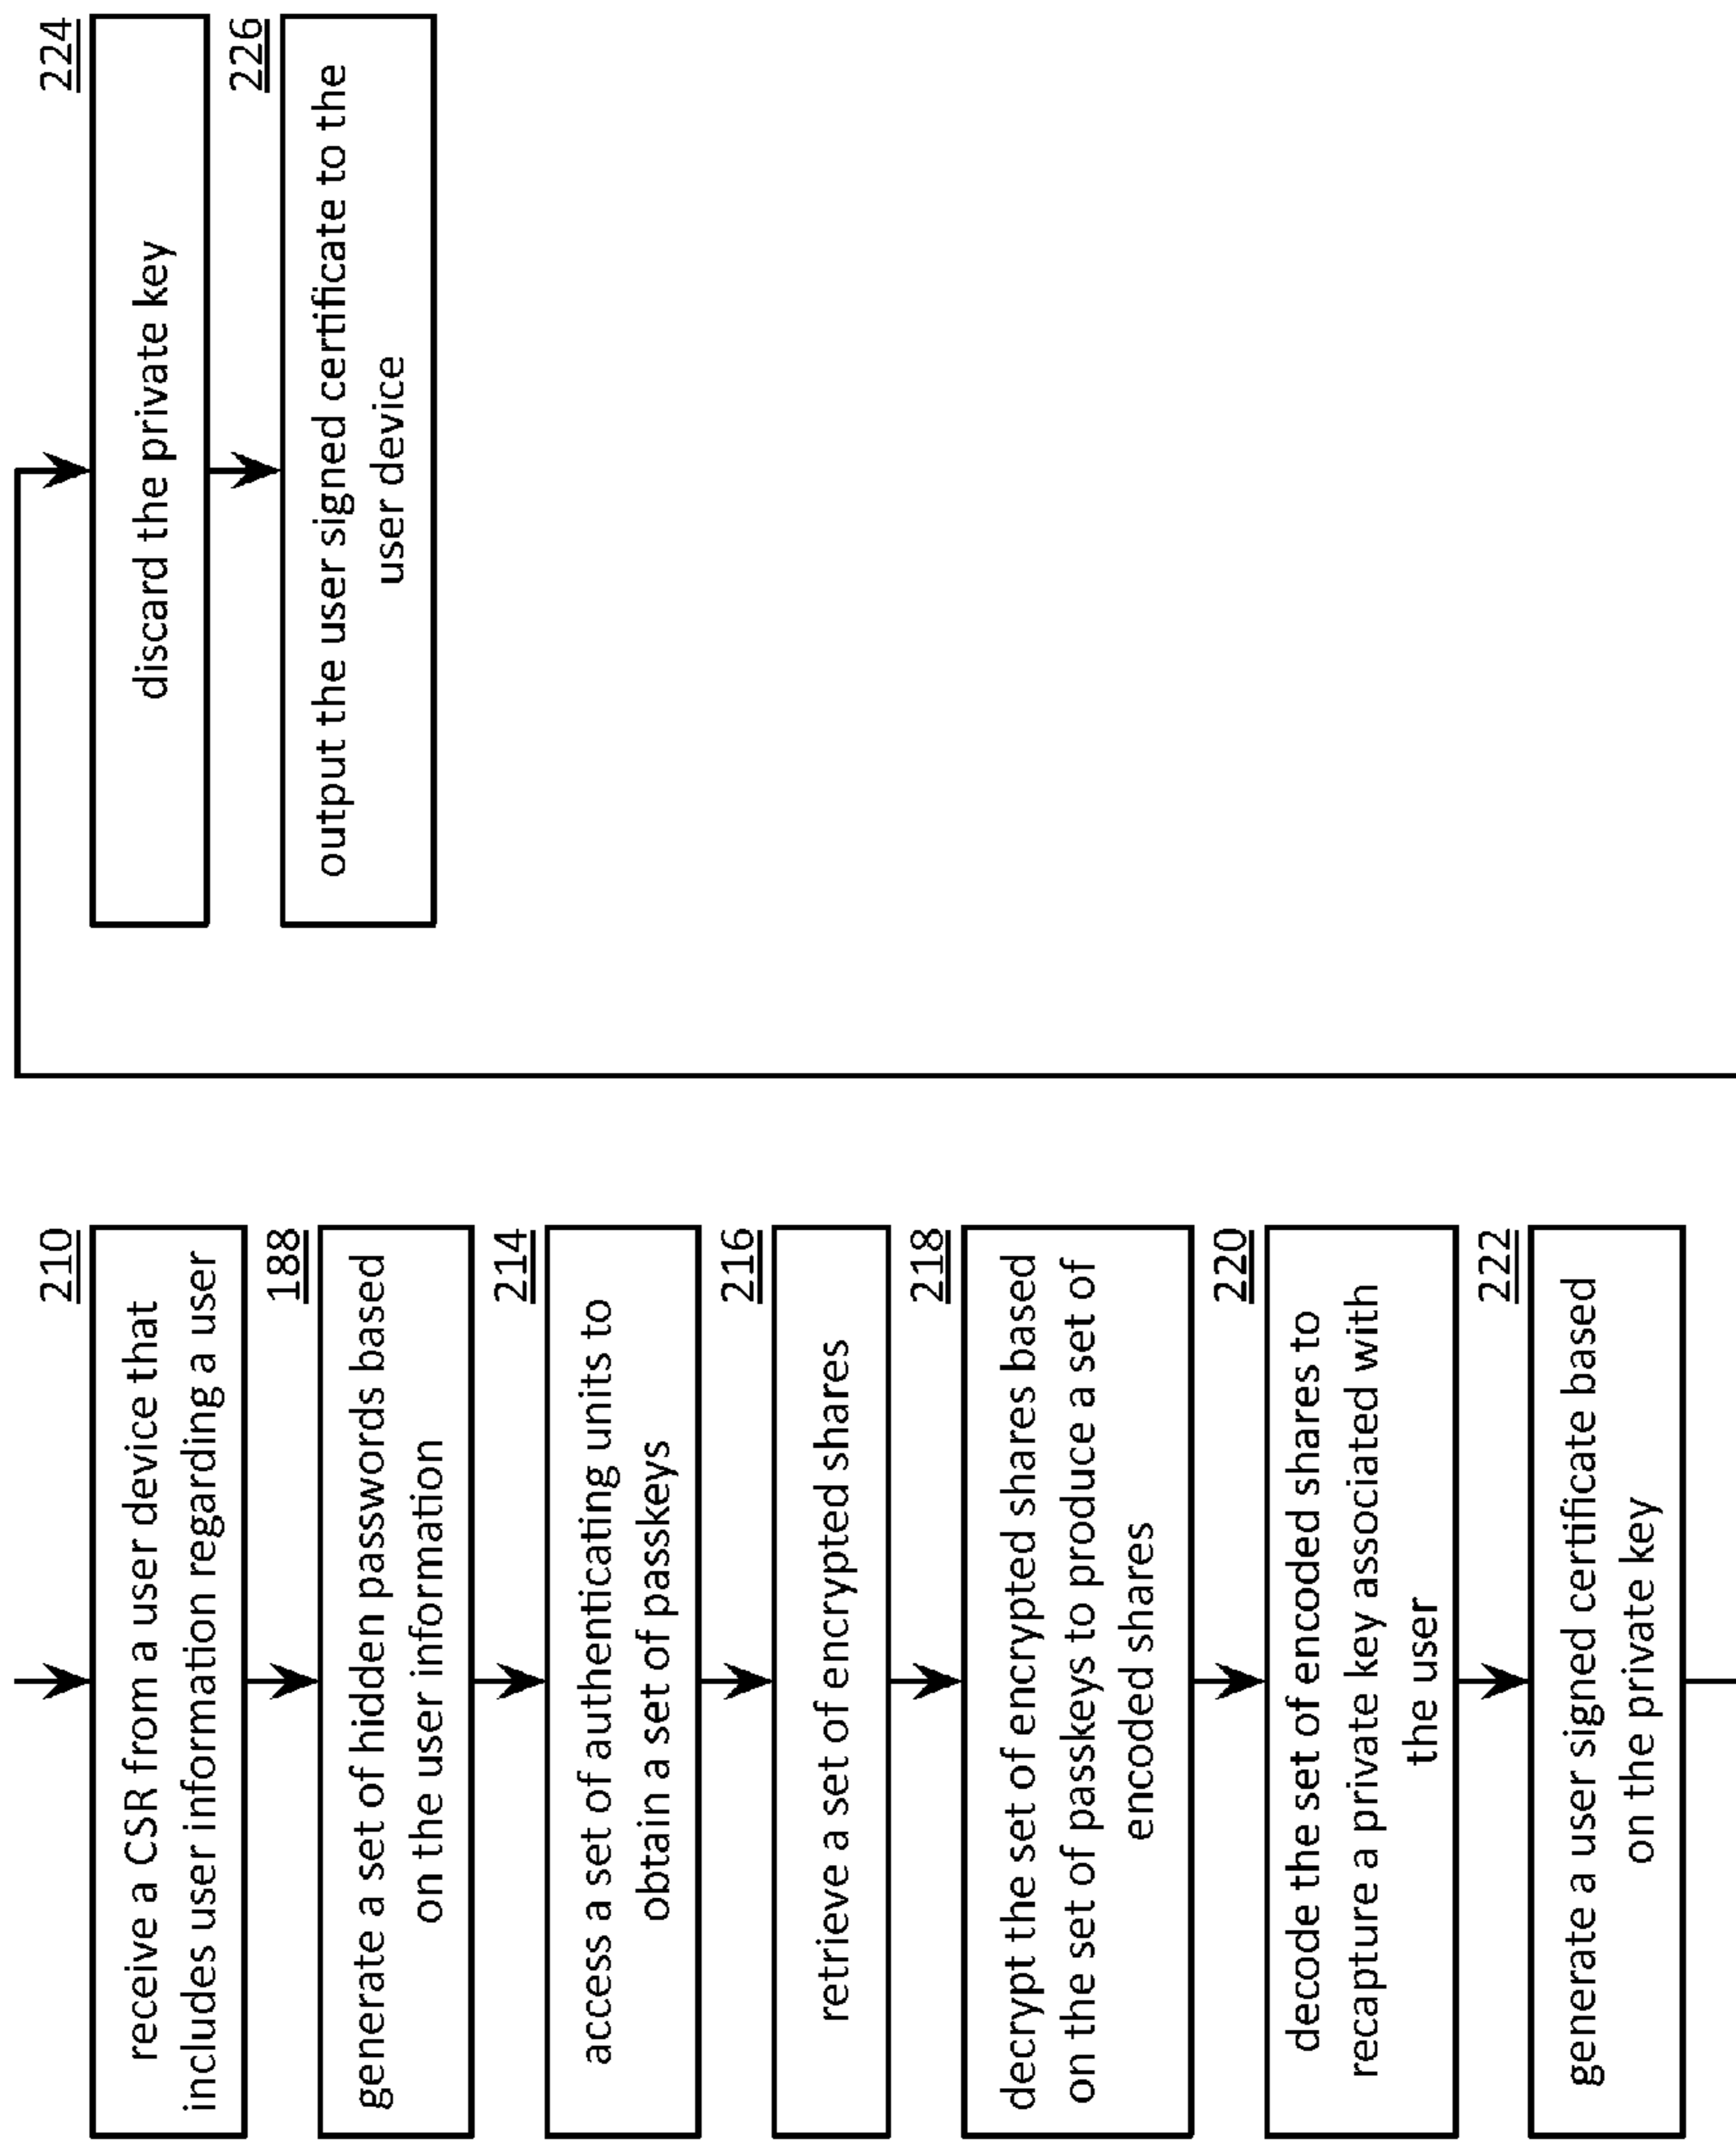 210
receive a CSR from a user device that
includes user information regarding a user
188
generate a set of hidden passwords based
on the user information
214
access a set of authenticating units to
obtain a set of passkeys
216
retrieve a set of encrypted shares
218
decrypt the set of encrypted shares based
on the set of passkeys to produce a set of
encoded shares
220
decode the set of encoded shares to
recapture a private key associated with
the user
222
generate a user signed certificate based
on the private key
224
discard the private key
226
output the user signed certificate to the
user device